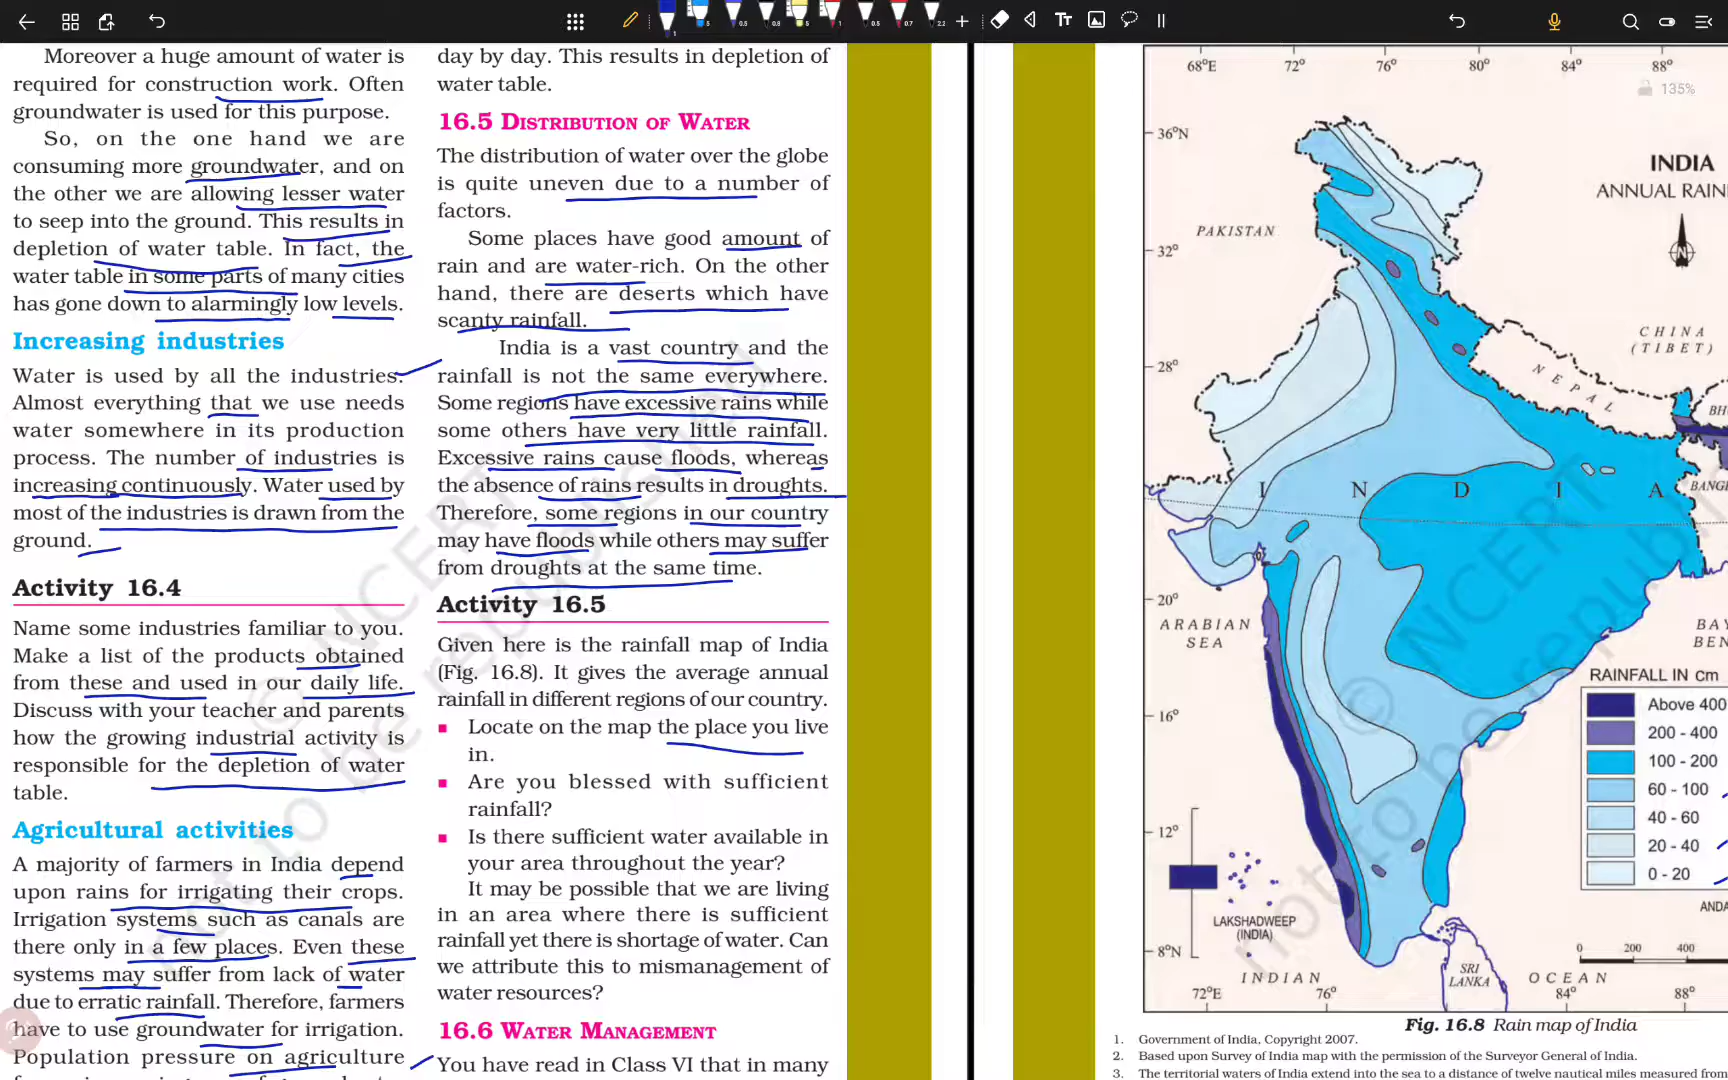 Moreover a huge amount of water is
required for construction work. Often
groundwater is used for this purpose.
So, on the one hand we are
consuming more groundwater, and on
the other we are allowing lesser water
to seep into the ground. This results in
depletion of water table. In fact, the
water table in some parts of many cities
has gone down to alarmingly low levels.
Increasing industries
Water is used by all the industries.
Almost everything that we use needs
water somewhere in its production
process. The number of industries is
increasing continuously. Water used by
most of the industries is drawn from the
ground.
Activity 16.4
Name some industries familiar to you.
Make a list of the products obtained
from these and used in our daily life.
Discuss with your teacher and parents
how the growing industrial activity is
responsible for the depletion of water
table.
Agricultural activities
A majority of farmers in India depend
upon rains for irrigating their crops.
Irrigation systems such as canals are
there only in a few places. Even these
systems may suffer from lack of water
due to erratic rainfall. Therefore, farmers
have to use groundwater for irrigation.
Population pressure on agriculture
day by day. This results in depletion of
water table.
16.5 DISTRIBUTION OF WATER
The distribution of water over the globe
is quite uneven due to a number of
factors.
Some places have good amount of
rain and are water-rich. On the other
hand, there are deserts which have
scanty rainfall.
India is a vast country and the
rainfall is not the same everywhere.
Some regions have excessive rains while
some others have very little rainfall.
Excessive rains cause floods, whereas
the absence of rains results in droughts.
Therefore, some regions in our country
may have floods while others may suffer
from droughts at the same time.
Activity 16.5
Given here is the rainfall map of India
(Fig. 16.8). It gives the average annual
rainfall in different regions of our country.
Locate on the map the place you live
in.
Are you blessed with sufficient
rainfall?
Is there sufficient water available in
your area throughout the year?
It may be possible that we are living
in an area where there is sufficient
rainfall yet there is shortage of water. Can
we attribute this to mismanagement of
water resources?
16.6 WATER MANAGEMENT
You have read in Class VI that in many
68°E 72° 76° 80° 84° 88°
135%
36°N
INDIA
ANNUAL RAIN
N
PAKISTAN
32°
CHINA
(TIBET)
28°
NEPAL
BH
I N D I A
BANG
20°
ARABIAN
SEA
BAY
BEN
RAINFALL IN cm
Above 400
200 - 400
100 - 200
60 - 100
40 - 60
20 - 40
0 - 20
16°
12°
LAKSHADWEEP
(INDIA)
ANDA
8°N
0 200 400
SRI
LANKA
INDIAN OCEAN
72°E 76° 84° 88°
Fig. 16.8 Rain map of India
1. Government of India, Copyright 2007.
2. Based upon Survey of India map with the permission of the Surveyor General of India.
3. The territorial waters of India extend into the sea to a distance of twelve nautical miles measured from
© NCERT
not to be republished
© NCERT
not to be republished